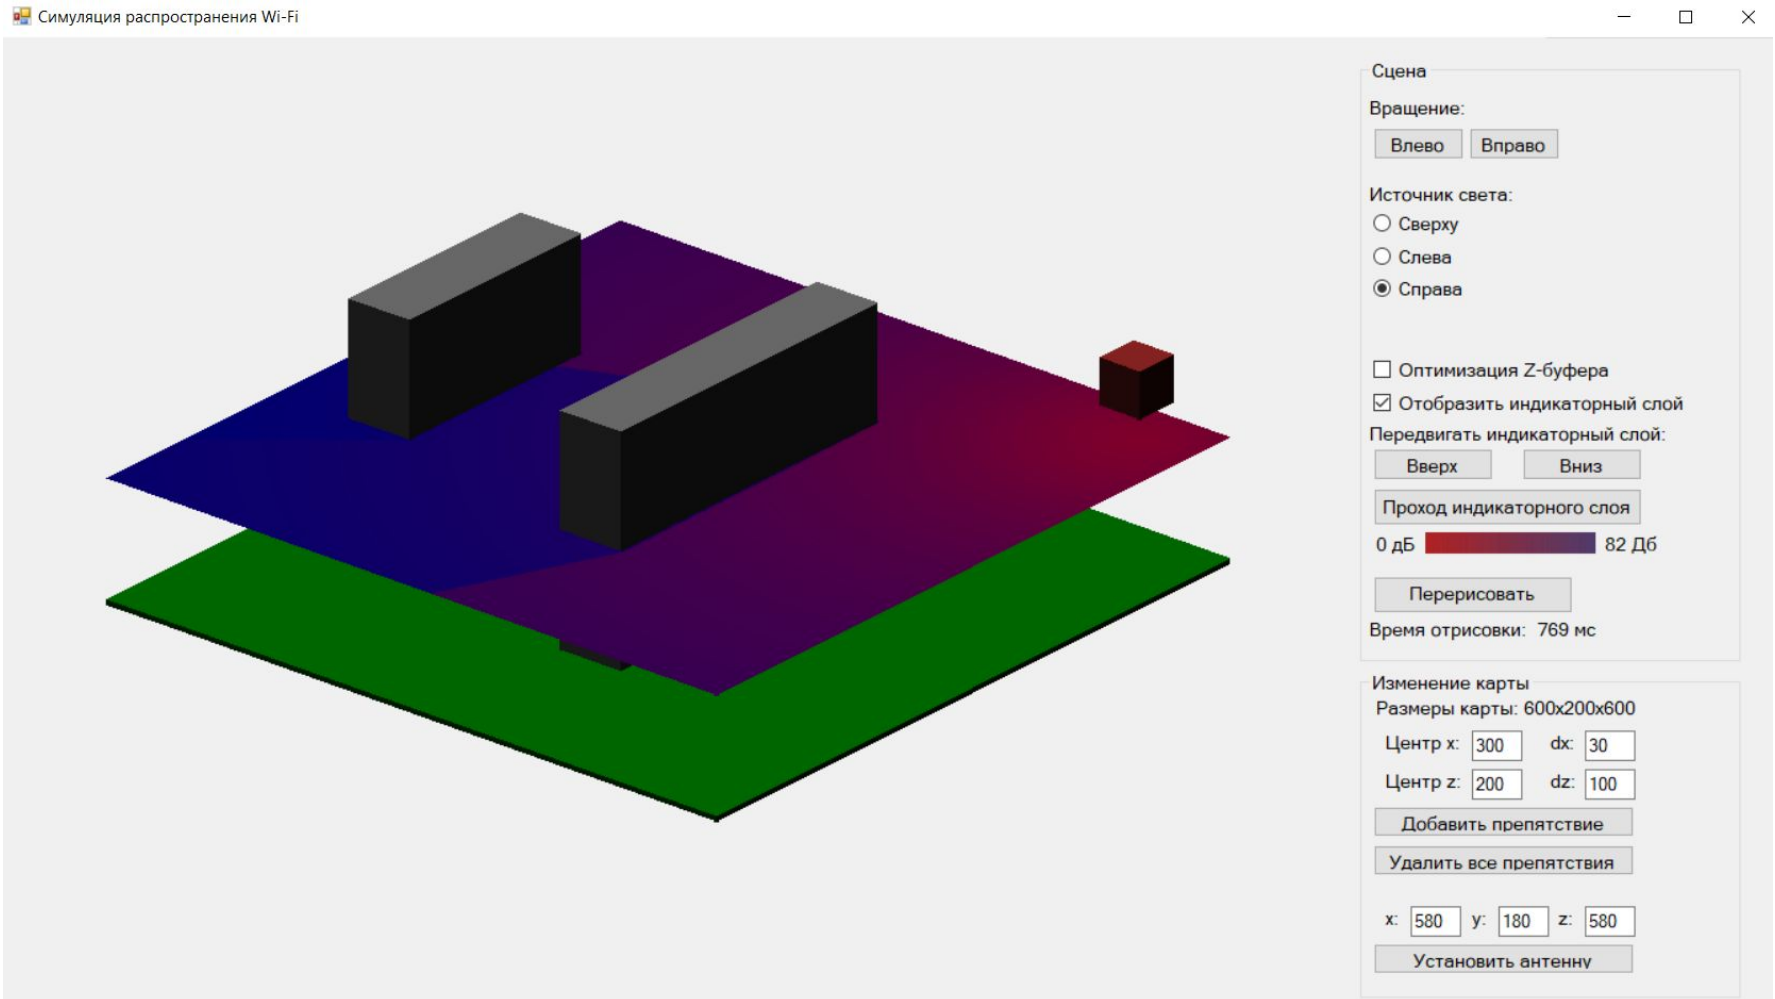 Симуляция распространения Wi-Fi
Сцена
Вращение:
Влево Вправо
Источник света:
Сверху
Слева
Справа
Оптимизация Z-буфера
Отобразить индикаторный слой
Передвигать индикаторный слой:
Вверх Вниз
Проход индикаторного слоя
0 дБ 82 Дб
Перерисовать
Время отрисовки: 769 мс
Изменение карты
Размеры карты: 600x200x600
Центр x: 300 dx: 30
Центр z: 200 dz: 100
Добавить препятствие
Удалить все препятствия
x: 580 y: 180 z: 580
Установить антенну